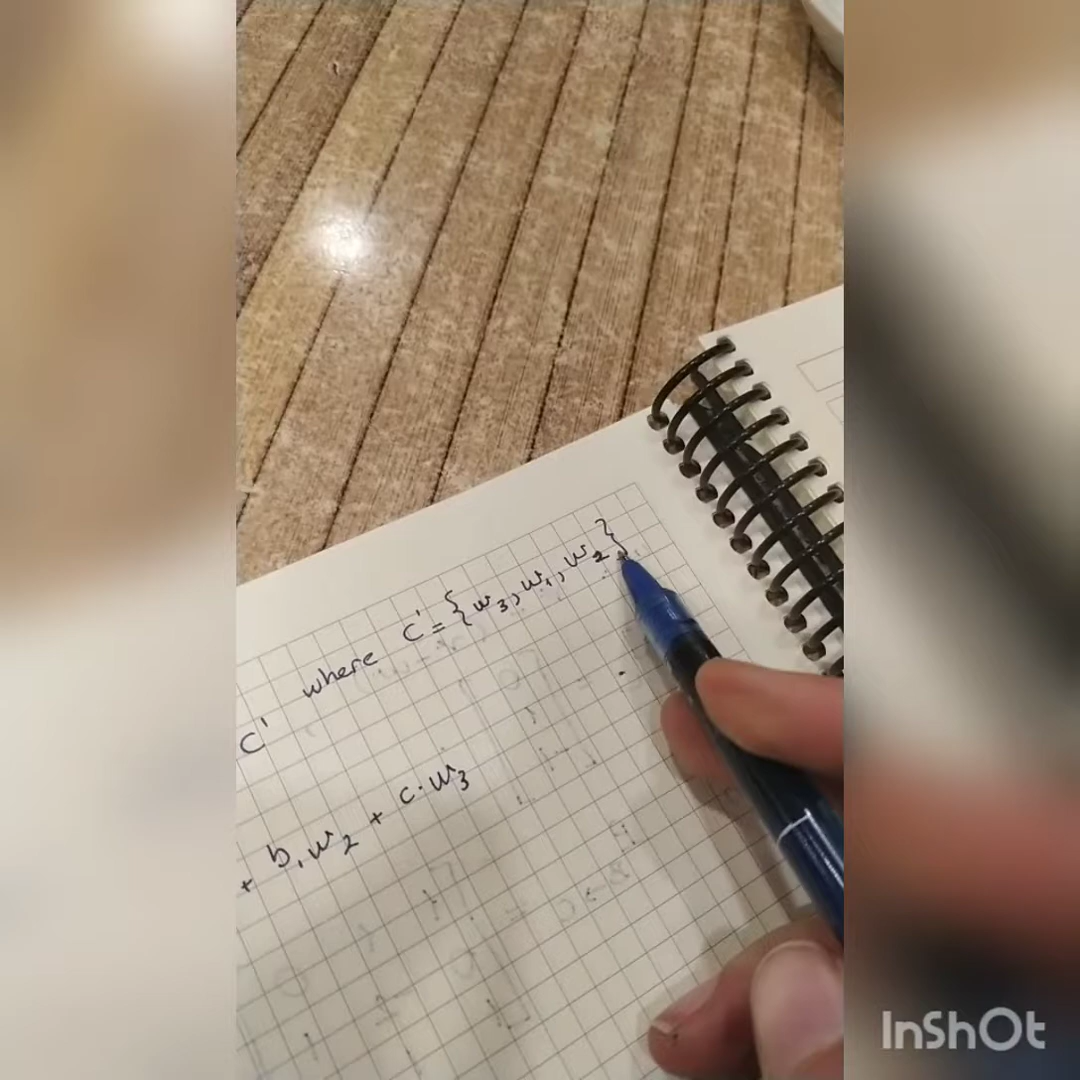 C' where C' = {w₃, w₁, w₂}
+ b.w₂ + c.w₃
InShOt